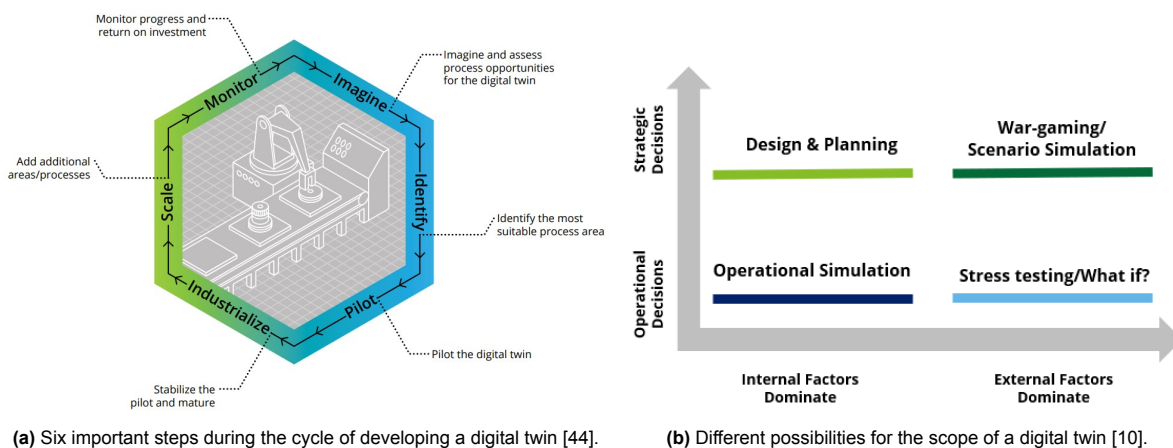 Monitor progress and
return on investment
Imagine and assess
process opportunities
for the digital twin
Monitor
Imagine
Add additional
areas/processes
Scale
Identify
Identify the most
suitable process area
Industrialize
Pilot
Pilot the digital twin
Stabilize the
pilot and mature
(a) Six important steps during the cycle of developing a digital twin [44].
Strategic
Decisions
Design & Planning
War-gaming/
Scenario Simulation
Operational
Decisions
Operational Simulation
Stress testing/What if?
Internal Factors
Dominate
External Factors
Dominate
(b) Different possibilities for the scope of a digital twin [10].